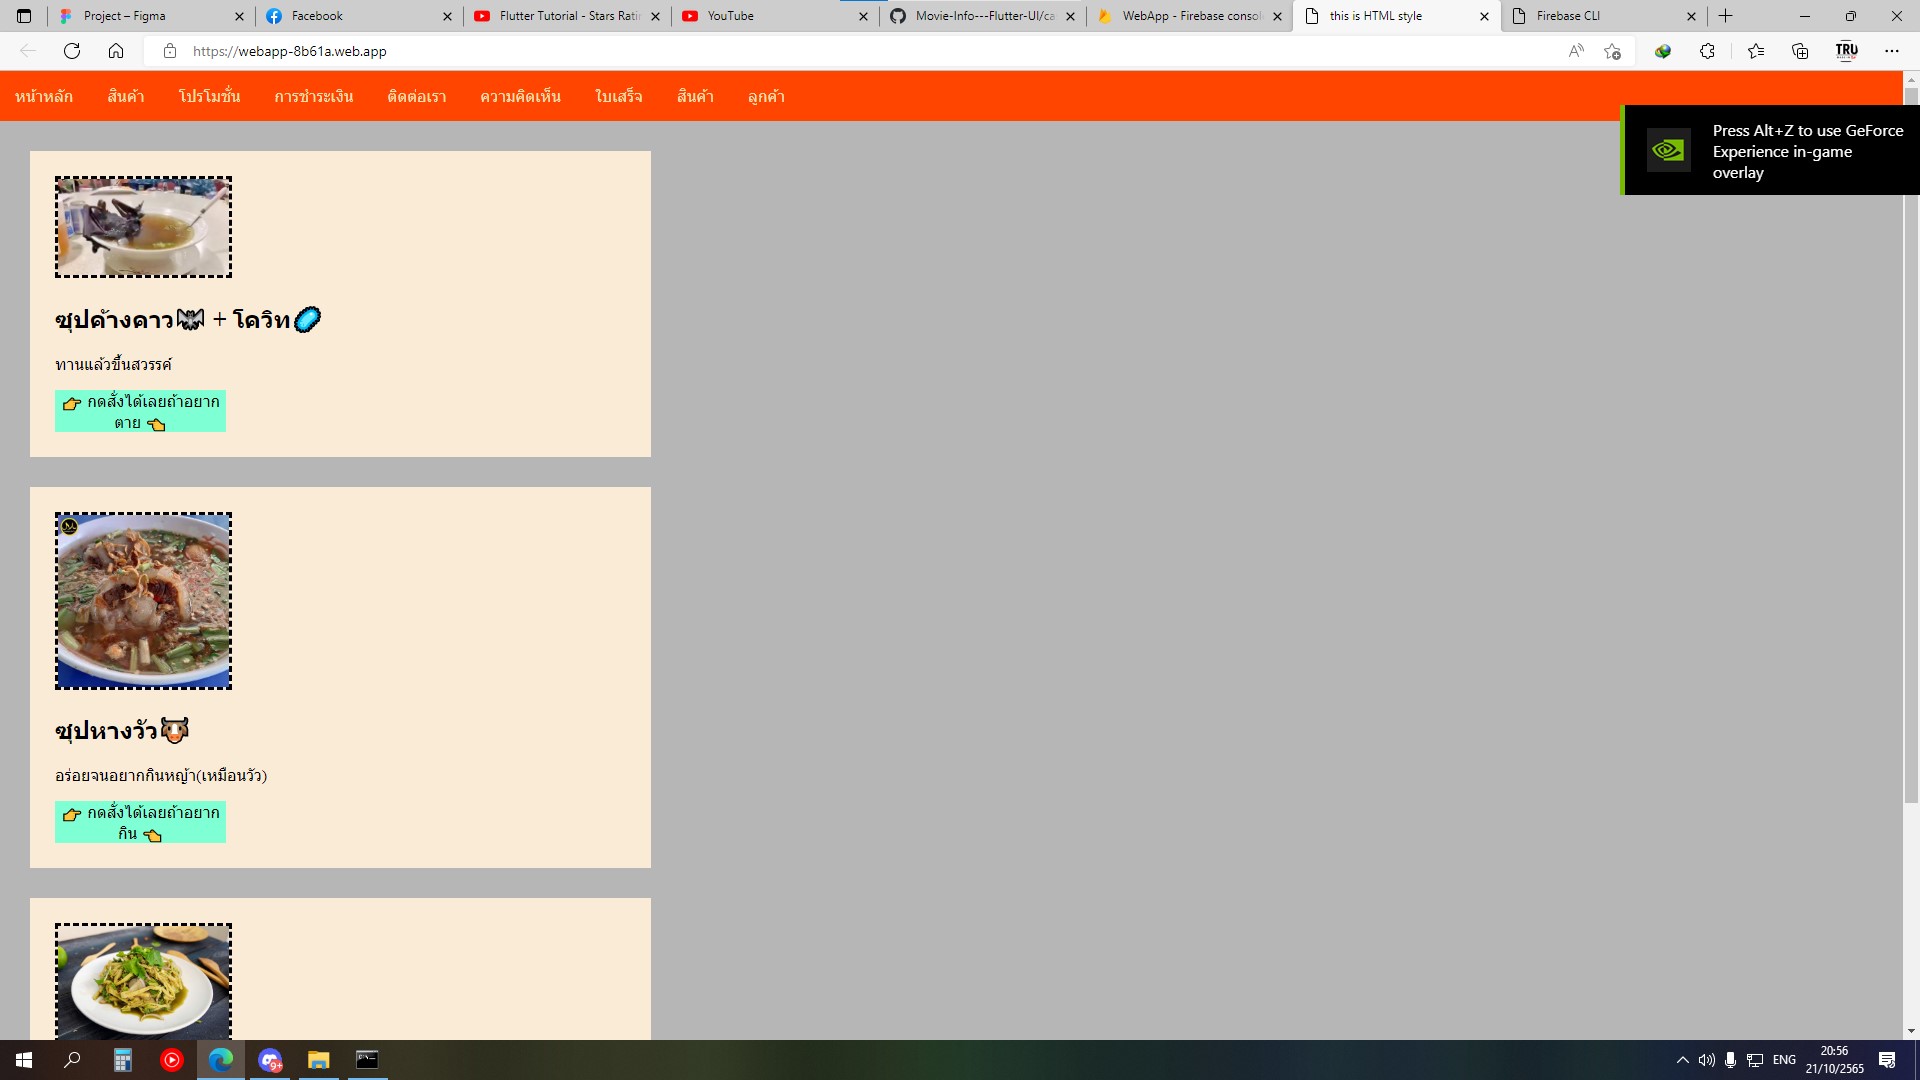 Project – Figma
Facebook
Flutter Tutorial - Stars Ratin
YouTube
Movie-Info---Flutter-UI/ca
WebApp - Firebase console
this is HTML style
Firebase CLI
https://webapp-8b61a.web.app
TRU
หน้าหลัก สินค้า โปรโมชั่น การชำระเงิน ติดต่อเรา ความคิดเห็น ใบเสร็จ สินค้า ลูกค้า
Press Alt+Z to use GeForce
Experience in-game
overlay
ซุปค้างคาว🦇 + โควิท🦠
ทานแล้วขึ้นสวรรค์
👉 กดสั่งได้เลยถ้าอยาก
ตาย 👈
ซุปหางวัว🐮
อร่อยจนอยากกินหญ้า(เหมือนวัว)
👉 กดสั่งได้เลยถ้าอยาก
กิน 👈
9+
ENG
20:56
21/10/2565